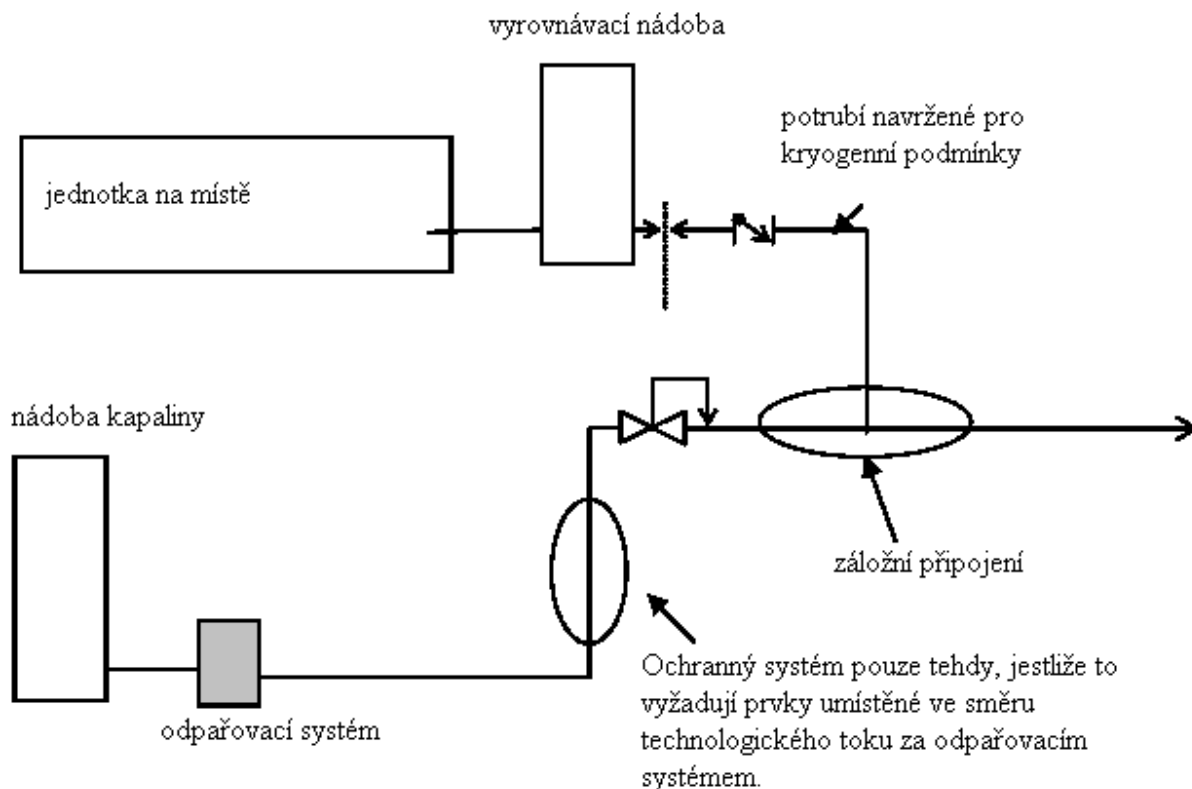 vyrovnávací nádoba
potrubí navržené pro
kryogenní podmínky
jednotka na místě
nádoba kapaliny
záložní připojení
Ochranný systém pouze tehdy, jestliže to
vyžadují prvky umístěné ve směru
technologického toku za odpařovacím
systémem.
odpařovací systém